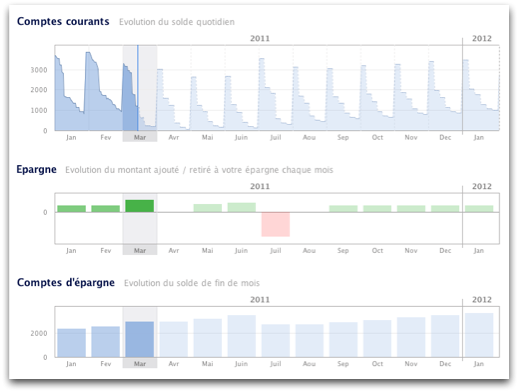 Comptes courants Evolution du solde quotidien
2011 2012
3000
2000
1000
0
Jan Fev Mar Avr Mai Juin Juil Aou Sep Oct Nov Dec Jan
Epargne Evolution du montant ajouté / retiré à votre épargne chaque mois
2011 2012
0
Jan Fev Mar Avr Mai Juin Juil Aou Sep Oct Nov Dec Jan
Comptes d'épargne Evolution du solde de fin de mois
2011 2012
2000
0
Jan Fev Mar Avr Mai Juin Juil Aou Sep Oct Nov Dec Jan